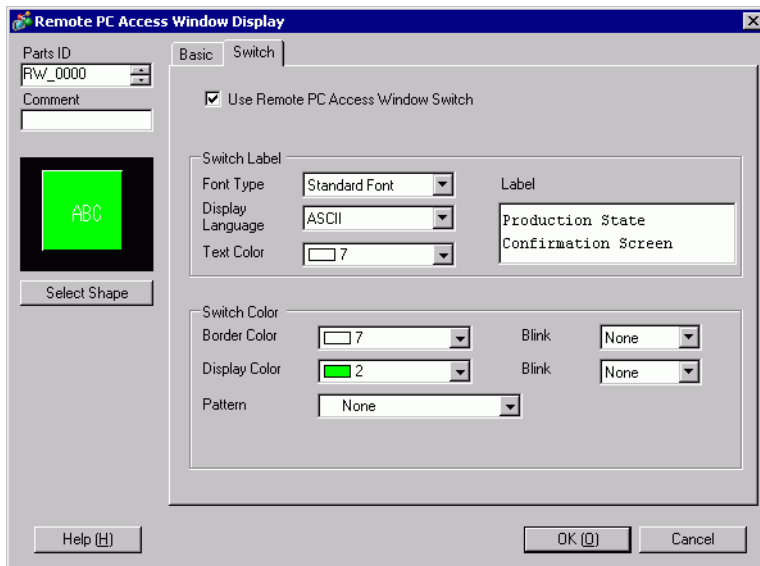 Remote PC Access Window Display
Parts ID
RW_0000
Comment
ABC
Select Shape
Basic
Switch
Use Remote PC Access Window Switch
Switch Label
Font Type
Standard Font
Label
Display
Language
ASCII
Production State
Confirmation Screen
Text Color
7
Switch Color
Border Color
7
Blink
None
Display Color
2
Blink
None
Pattern
None
Help (H)
OK (O)
Cancel